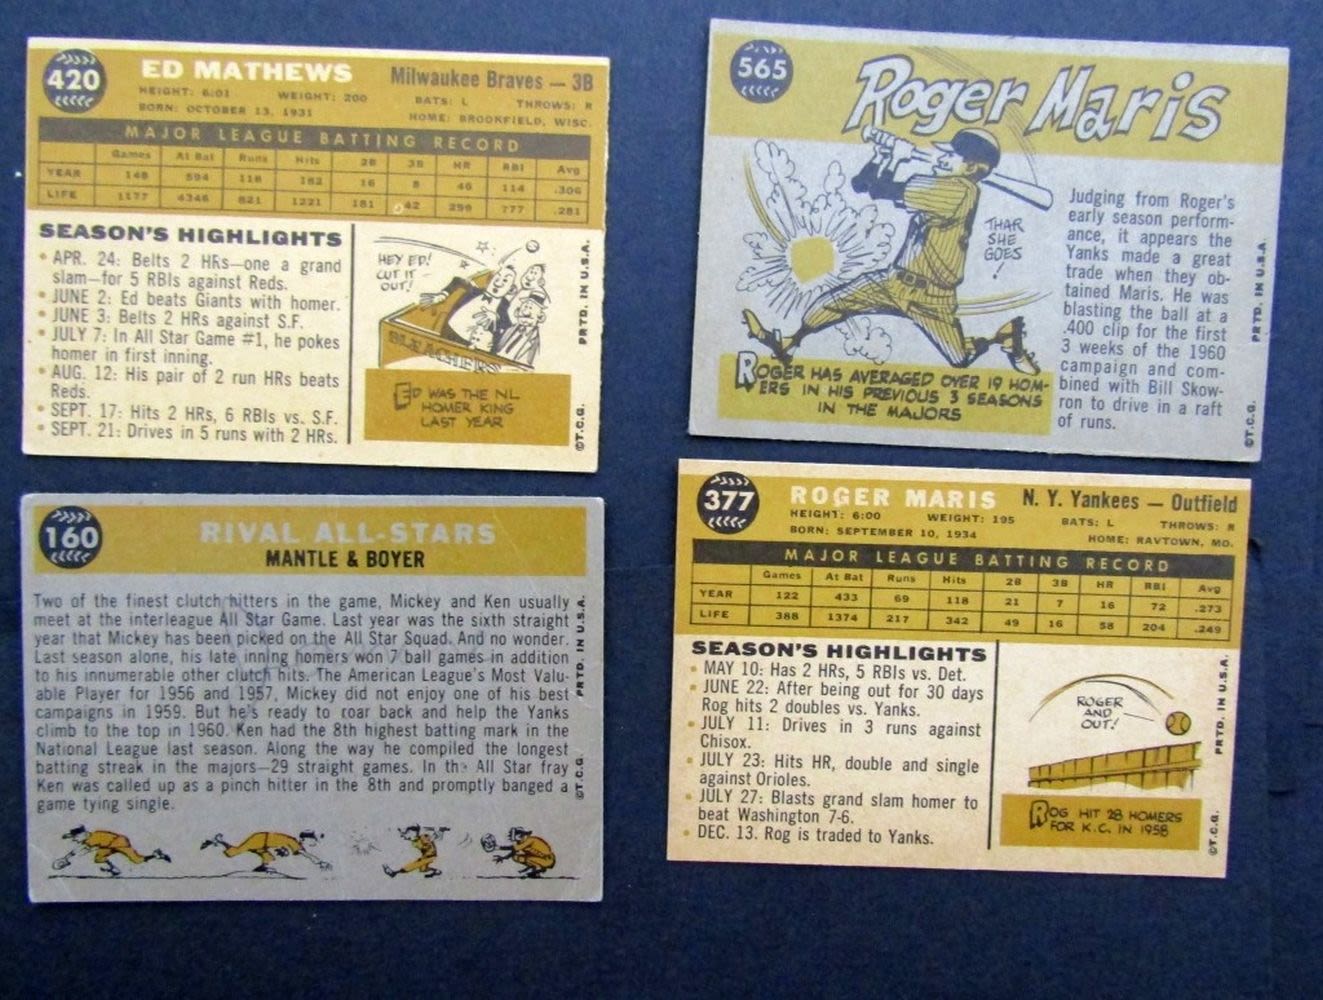 420
ED MATHEWS
Milwaukee Braves — 3B
HEIGHT: 6:01 WEIGHT: 200 BATS: L THROWS: R
BORN: OCTOBER 13, 1931 HOME: BROOKFIELD, WISC.
MAJOR LEAGUE BATTING RECORD
Games At Bat Runs Hits 2B 3B HR RBI Avg
YEAR 148 594 118 182 16 8 46 114 .306
LIFE 1177 4346 821 1221 181 42 299 777 .281
SEASON'S HIGHLIGHTS
• APR. 24: Belts 2 HRs—one a grand
slam—for 5 RBIs against Reds.
• JUNE 2: Ed beats Giants with homer.
• JUNE 3: Belts 2 HRs against S.F.
• JULY 7: In All Star Game #1, he pokes
homer in first inning.
• AUG. 12: His pair of 2 run HRs beats
Reds.
• SEPT. 17: Hits 2 HRs, 6 RBIs vs. S.F.
• SEPT. 21: Drives in 5 runs with 2 HRs.
HEY ED!
CUT IT
OUT!
BLEACHERS
ED WAS THE NL
HOMER KING
LAST YEAR
©T.C.G. PRTD. IN U.S.A.
565
Roger Maris
THAR
SHE
GOES
!
ROGER HAS AVERAGED OVER 19 HOM-
ERS IN HIS PREVIOUS 3 SEASONS
IN THE MAJORS
Judging from Roger's
early season perform-
ance, it appears the
Yanks made a great
trade when they ob-
tained Maris. He was
blasting the ball at a
.400 clip for the first
3 weeks of the 1960
campaign and com-
bined with Bill Skow-
ron to drive in a raft
of runs.
©T.C.G. PRTD. IN U.S.A.
160
RIVAL ALL-STARS
MANTLE & BOYER
Two of the finest clutch hitters in the game, Mickey and Ken usually
meet at the interleague All Star Game. Last year was the sixth straight
year that Mickey has been picked on the All Star Squad. And no wonder.
Last season alone, his late inning homers won 7 ball games in addition
to his innumerable other clutch hits. The American League's Most Valu-
able Player for 1956 and 1957, Mickey did not enjoy one of his best
campaigns in 1959. But he's ready to roar back and help the Yanks
climb to the top in 1960. Ken had the 8th highest batting mark in the
National League last season. Along the way he compiled the longest
batting streak in the majors—29 straight games. In the All Star fray
Ken was called up as a pinch hitter in the 8th and promptly banged a
game tying single.
©T.C.G. PRTD. IN U.S.A.
377
ROGER MARIS
N. Y. Yankees — Outfield
HEIGHT: 6:00 WEIGHT: 195 BATS: L THROWS: R
BORN: SEPTEMBER 10, 1934 HOME: RAYTOWN, MO.
MAJOR LEAGUE BATTING RECORD
Games At Bat Runs Hits 2B 3B HR RBI Avg
YEAR 122 433 69 118 21 7 16 72 .273
LIFE 388 1374 217 342 49 16 58 204 .249
SEASON'S HIGHLIGHTS
• MAY 10: Has 2 HRs, 5 RBIs vs. Det.
• JUNE 22: After being out for 30 days
Rog hits 2 doubles vs. Yanks.
• JULY 11: Drives in 3 runs against
Chisox.
• JULY 23: Hits HR, double and single
against Orioles.
• JULY 27: Blasts grand slam homer to
beat Washington 7-6.
• DEC. 13. Rog is traded to Yanks.
ROGER
AND
OUT!
ROG HIT 28 HOMERS
FOR K.C. IN 1958
©T.C.G. PRTD. IN U.S.A.